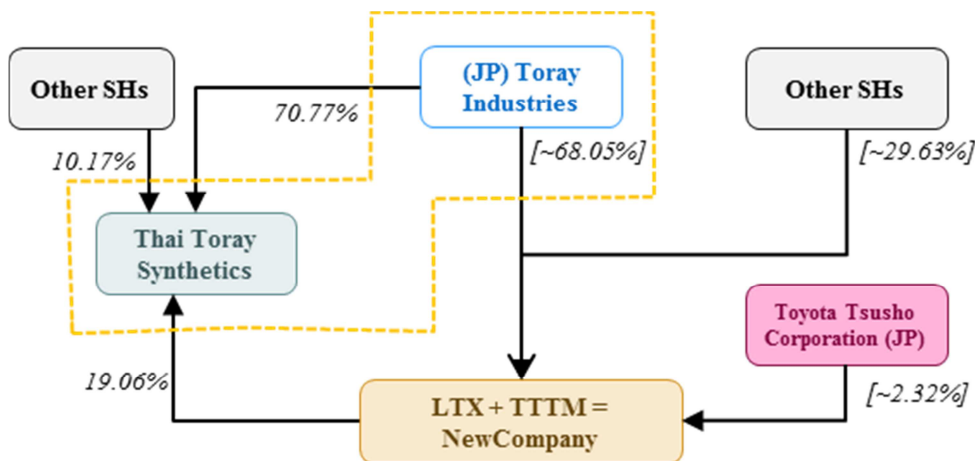 Other SHs
(JP) Toray
Industries
Other SHs
70.77%
10.17%
[~68.05%]
[~29.63%]
Thai Toray
Synthetics
Toyota Tsusho
Corporation (JP)
19.06%
LTX + TTTM =
NewCompany
[~2.32%]